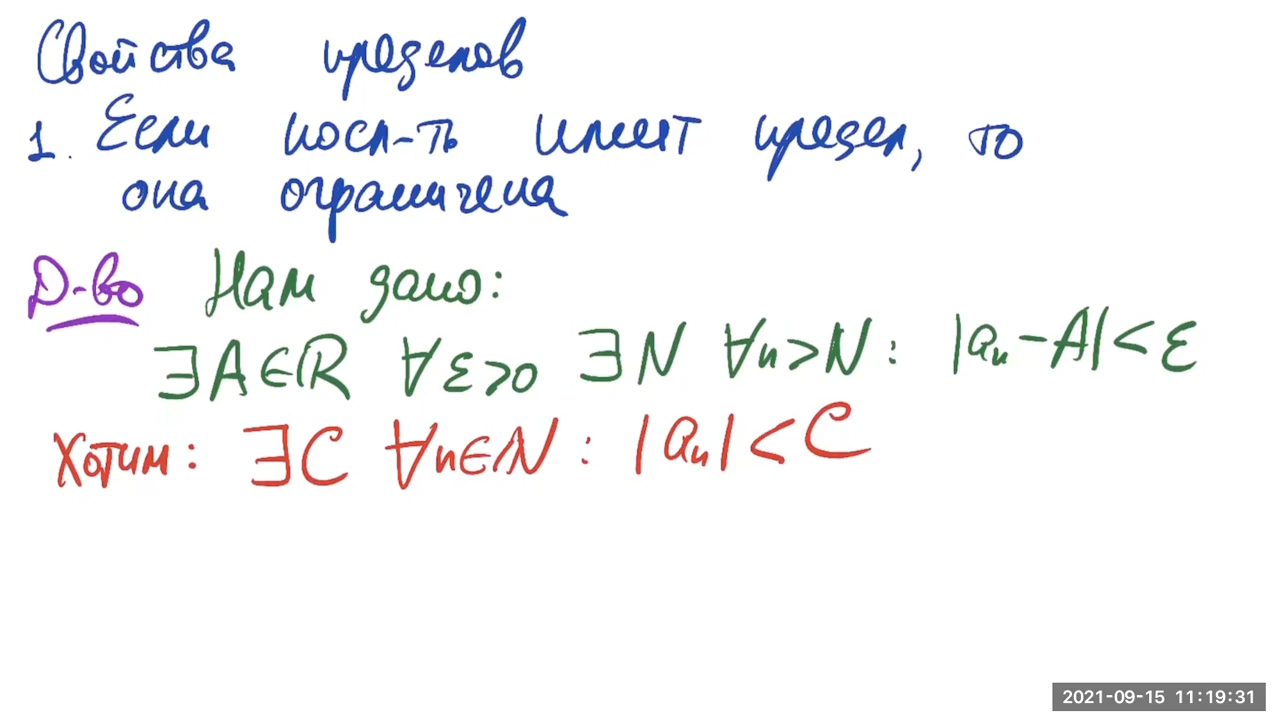 Свойства пределов
1. Если посл-ть имеет предел, то
она ограничена
Д-во Нам дано:
∃A∈ℝ ∀ε>0 ∃N ∀n>N: |aₙ-A|<ε
Хотим: ∃C ∀n∈ℕ: |aₙ|<C
2021-09-15 11:19:31